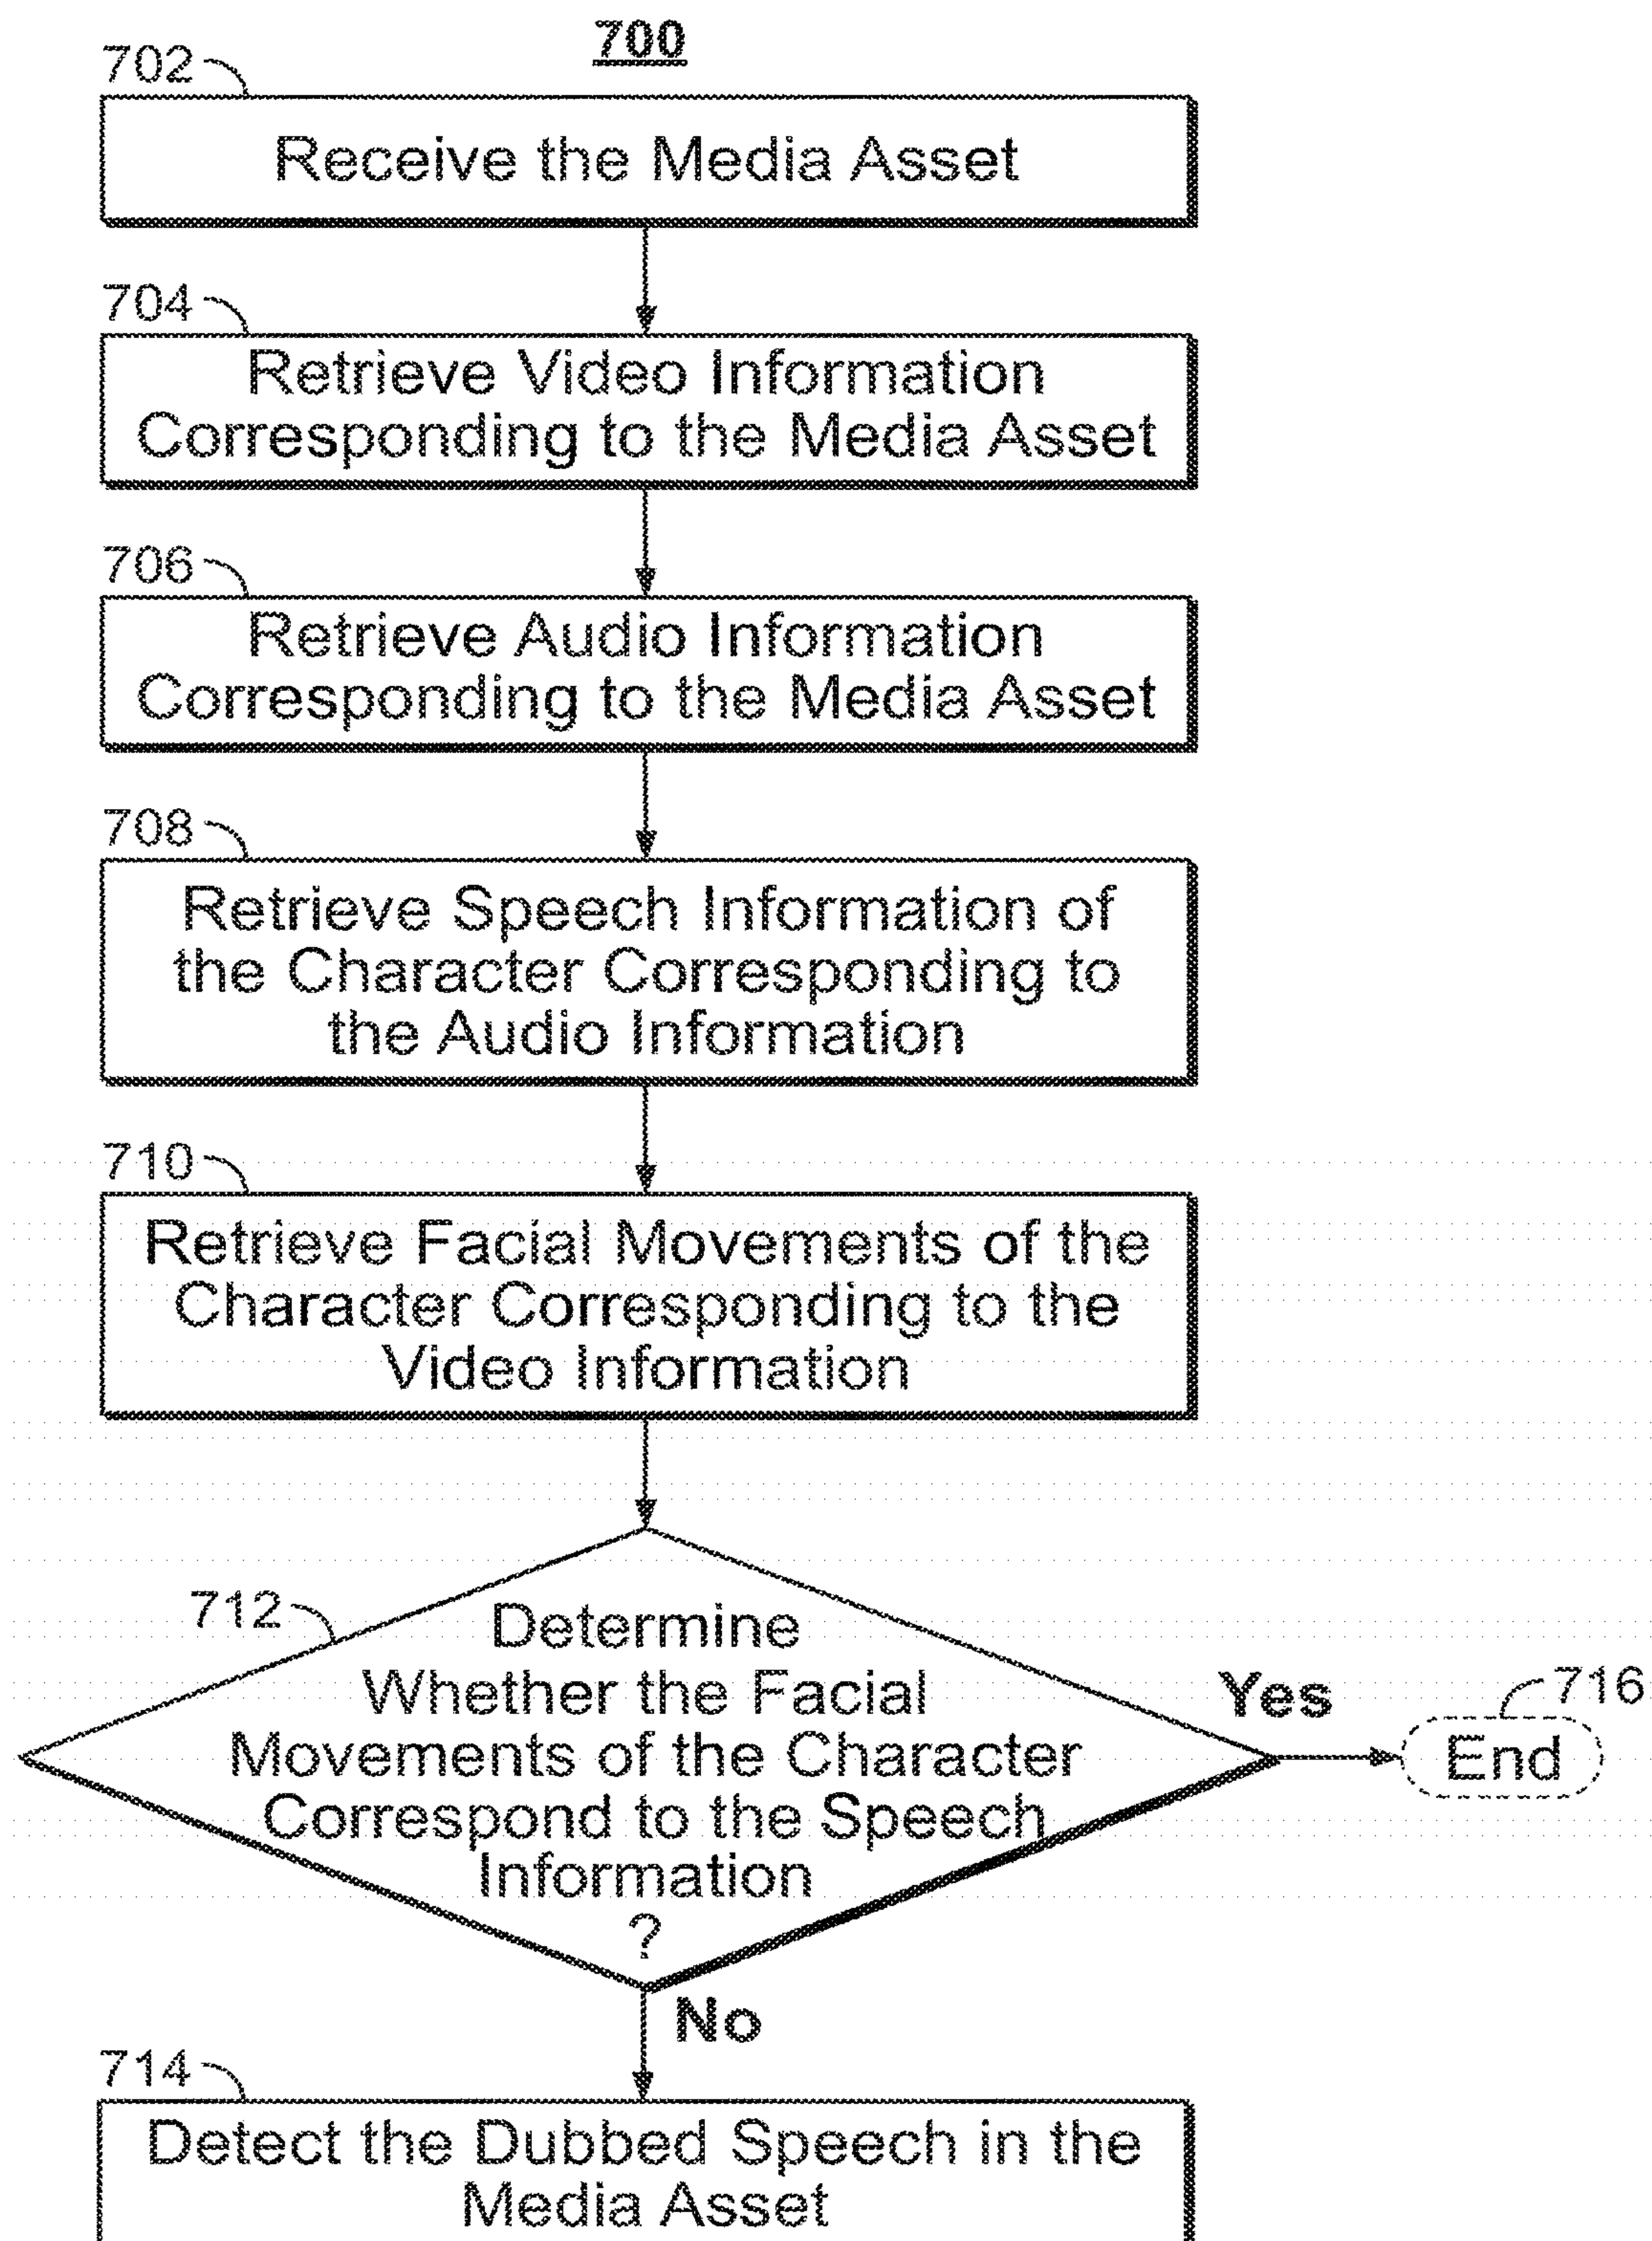 700
702
Receive the Media Asset
704
Retrieve Video Information
Corresponding to the Media Asset
706
Retrieve Audio Information
Corresponding to the Media Asset
708
Retrieve Speech Information of
the Character Corresponding to
the Audio Information
710
Retrieve Facial Movements of the
Character Corresponding to the
Video Information
712
Determine
Whether the Facial
Movements of the Character
Correspond to the Speech
Information
?
Yes
716
End
No
714
Detect the Dubbed Speech in the
Media Asset